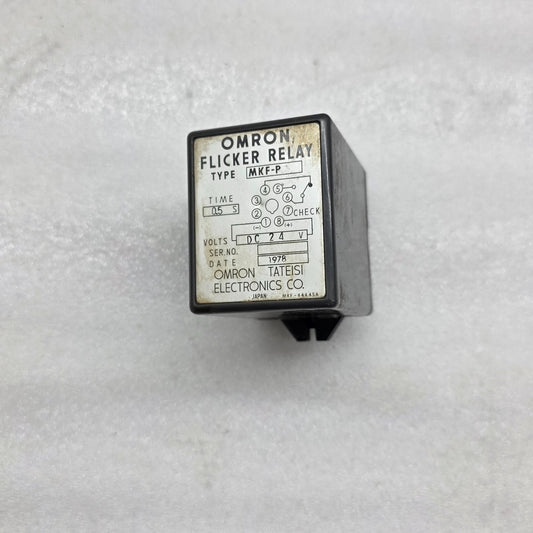 OMRON
FLICKER RELAY
TYPE MKF-P
④ ⑤
③ ⑥
TIME
0.5 S
② ⑦ CHECK
① ⑧
(−) (+)
VOLTS DC 24 V
SER.NO.
DATE 1978
OMRON TATEISI
ELECTRONICS CO.
JAPAN